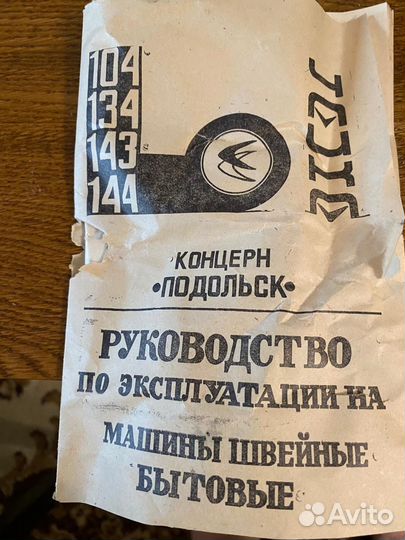 104
134
143
144
КОНЦЕРН
«ПОДОЛЬСК»
РУКОВОДСТВО
ПО ЭКСПЛУАТАЦИИ НА
МАШИНЫ ШВЕЙНЫЕ
БЫТОВЫЕ
Avito